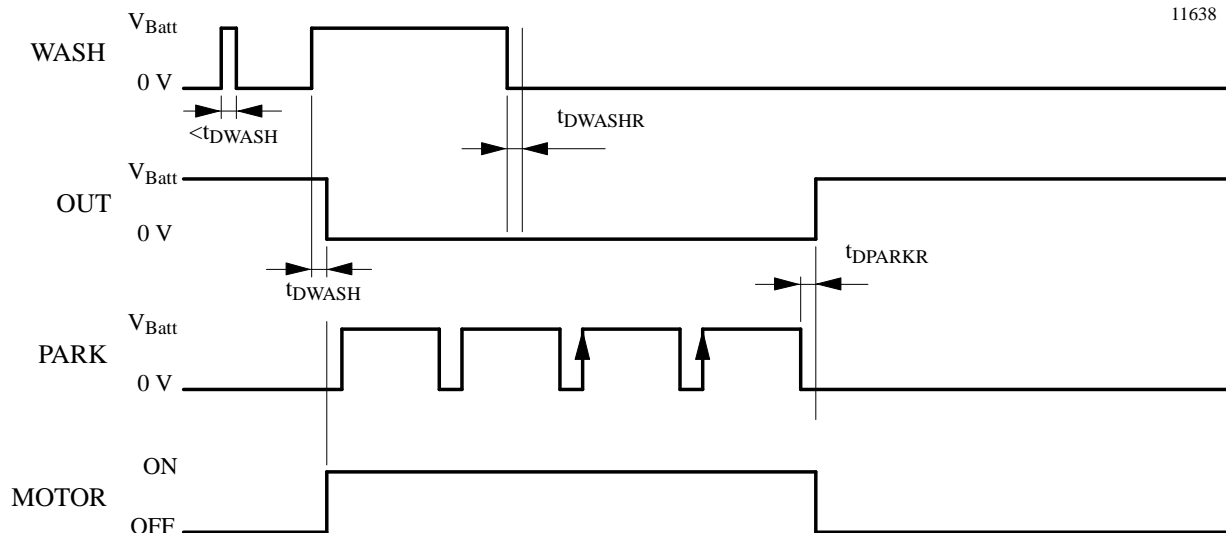 11638
WASH
VBatt
0 V
<tDWASH
tDWASHR
OUT
VBatt
0 V
tDWASH
tDPARKR
PARK
VBatt
0 V
MOTOR
ON
OFF